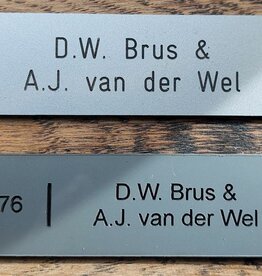 D.W. Brus &
A.J. van der Wel
76 | D.W. Brus &
A.J. van der Wel